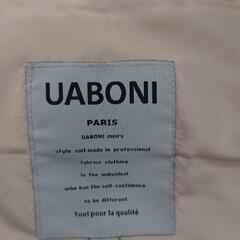 UABONI
PARIS
UABONI men's
style suit made in professional
fabrics clothing
is the individual
who has the self-confidence
to be different
Tout pour la qualité